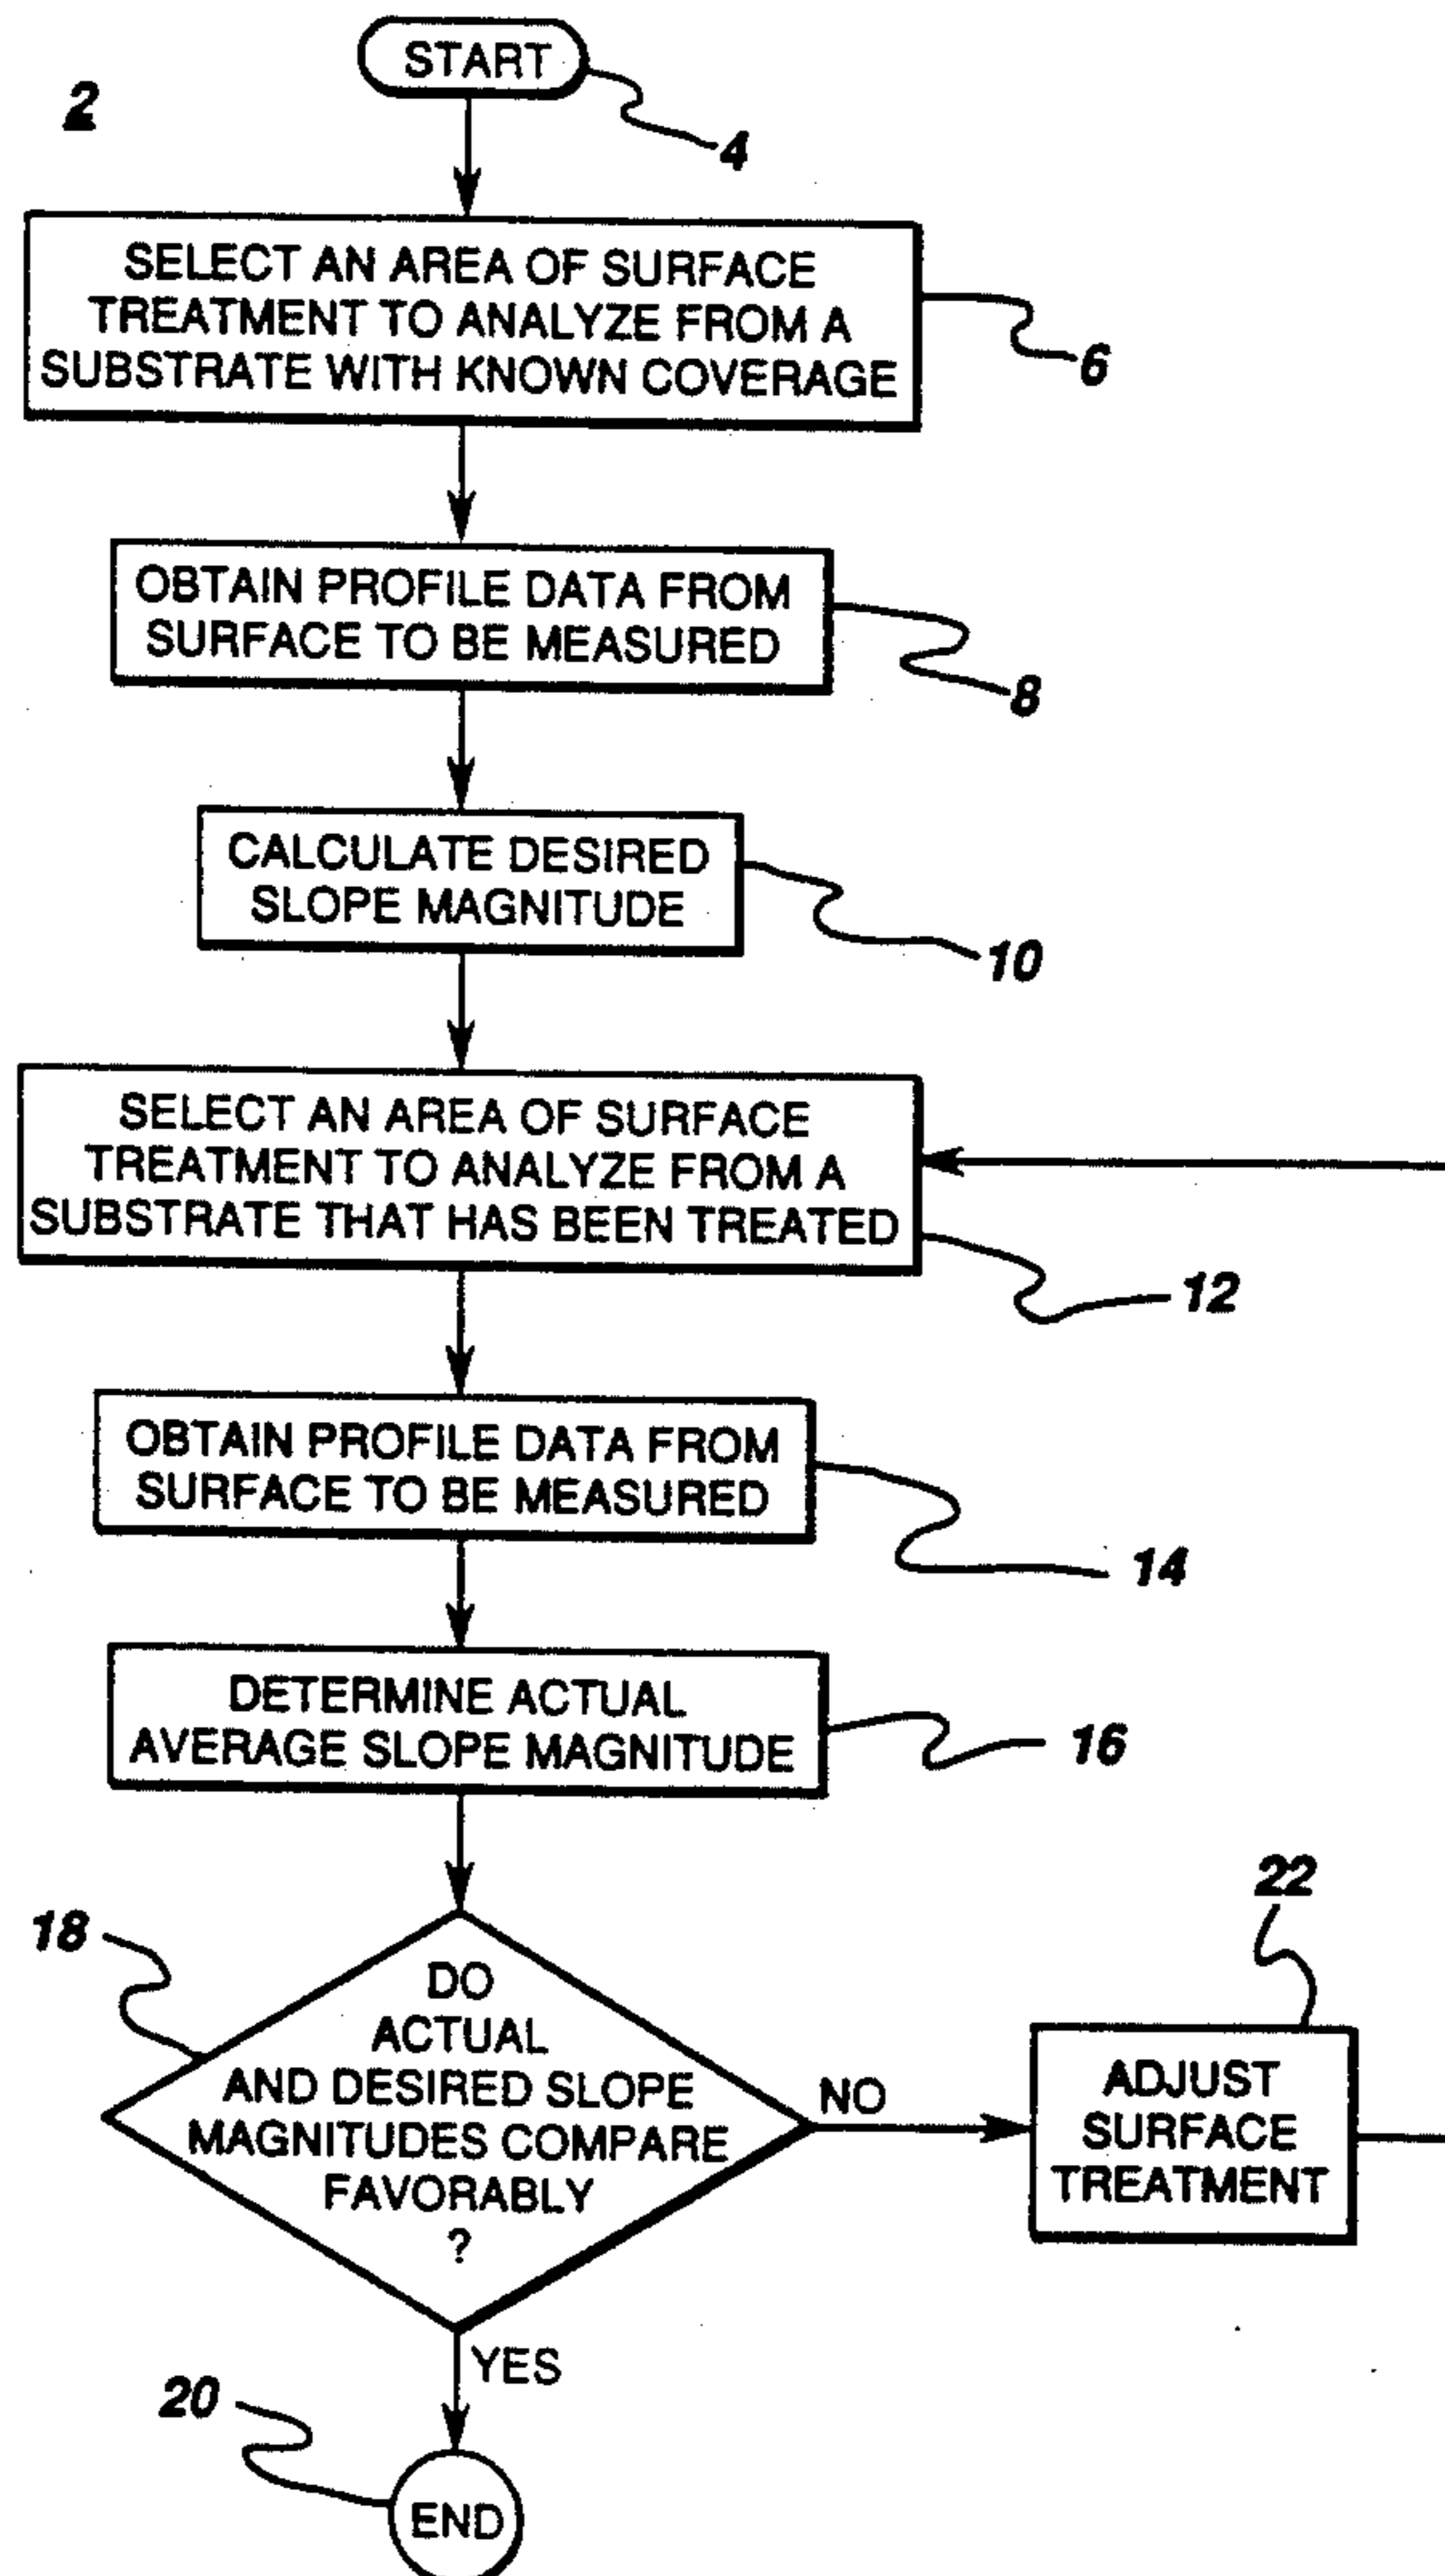 START
2
4
SELECT AN AREA OF SURFACE
TREATMENT TO ANALYZE FROM A
SUBSTRATE WITH KNOWN COVERAGE
6
OBTAIN PROFILE DATA FROM
SURFACE TO BE MEASURED
8
CALCULATE DESIRED
SLOPE MAGNITUDE
10
SELECT AN AREA OF SURFACE
TREATMENT TO ANALYZE FROM A
SUBSTRATE THAT HAS BEEN TREATED
12
OBTAIN PROFILE DATA FROM
SURFACE TO BE MEASURED
14
DETERMINE ACTUAL
AVERAGE SLOPE MAGNITUDE
16
18
DO
ACTUAL
AND DESIRED SLOPE
MAGNITUDES COMPARE
FAVORABLY
?
NO
22
ADJUST
SURFACE
TREATMENT
YES
20
END